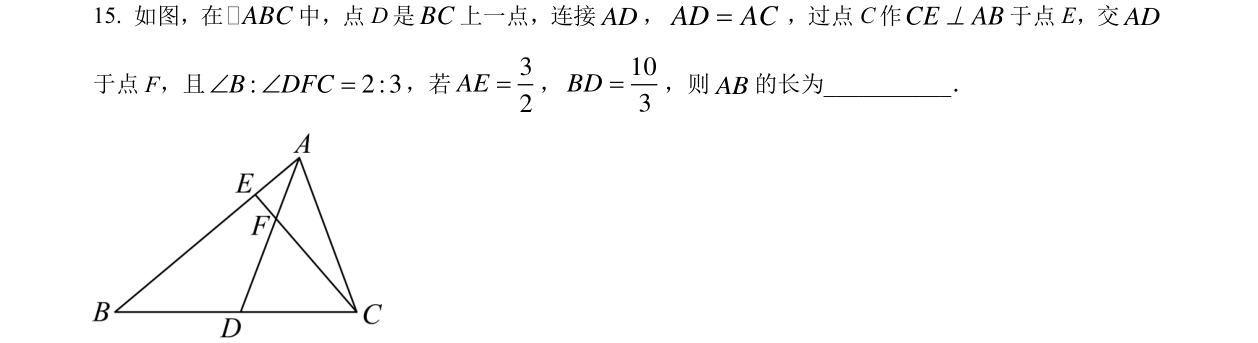 15. 如图，在□ABC中，点D是BC上一点，连接AD，AD=AC，过点C作CE⊥AB于点E，交AD
于点F，且∠B:∠DFC=2:3，若AE=3/2，BD=10/3，则AB的长为___________．
A
E
F
B
D
C